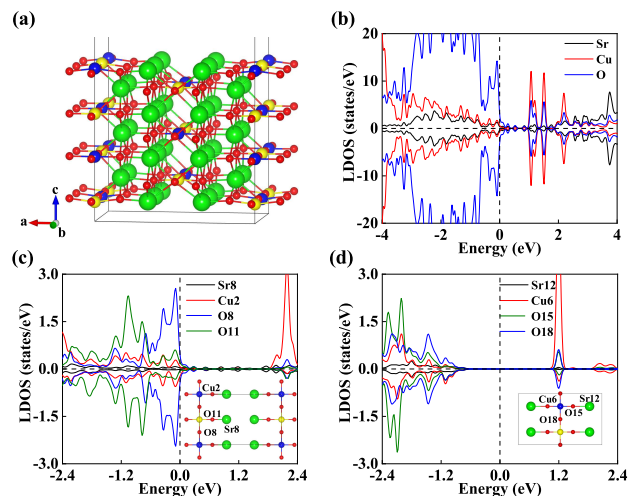 (a)
c
a
b
(b)
20
10
0
-10
-20
LDOS (states/eV)
Sr
Cu
O
-4
-2
0
2
4
Energy (eV)
(c)
3.0
1.5
0.0
-1.5
-3.0
LDOS (states/eV)
Sr8
Cu2
O8
O11
Cu2
O11
Sr8
O8
-2.4
-1.2
0.0
1.2
2.4
Energy (eV)
(d)
3.0
1.5
0.0
-1.5
-3.0
LDOS (states/eV)
Sr12
Cu6
O15
O18
Cu6
Sr12
O15
O18
-2.4
-1.2
0.0
1.2
2.4
Energy (eV)